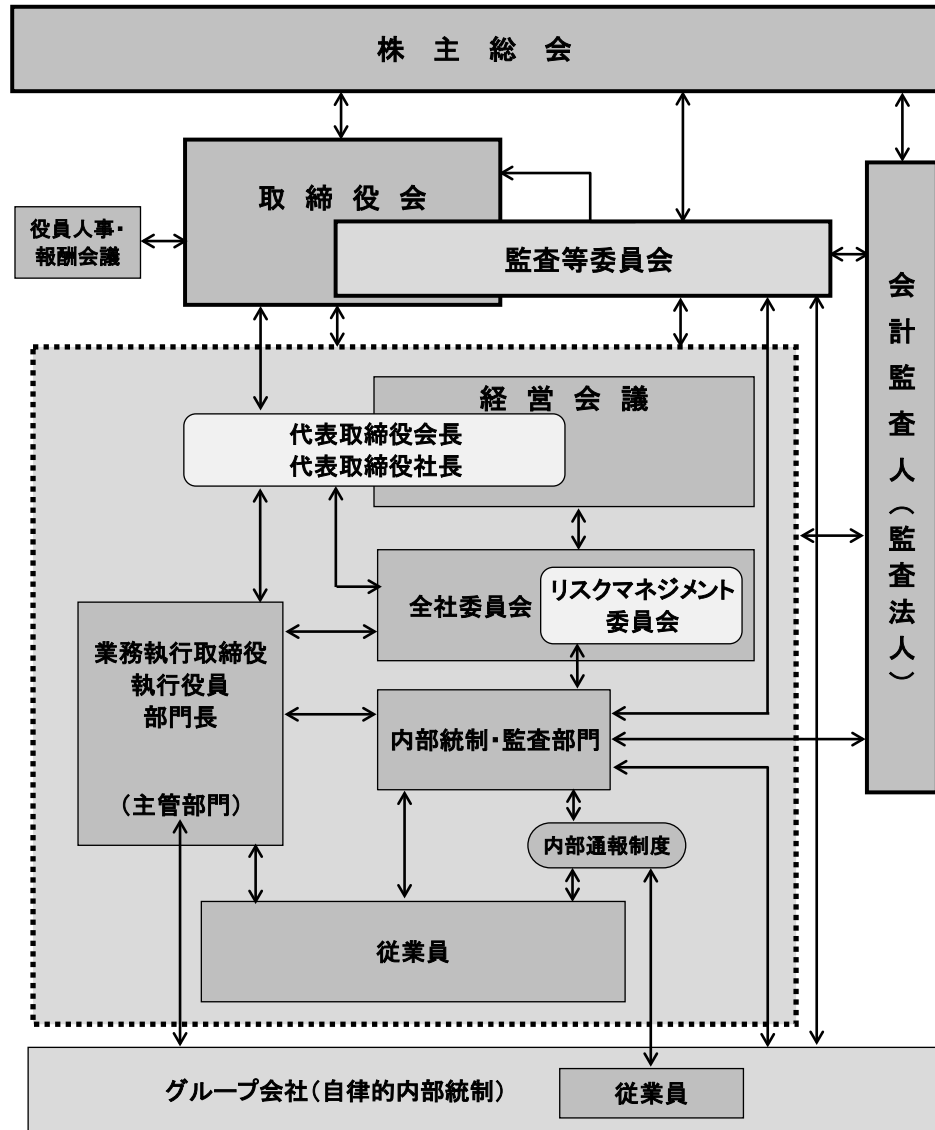 株主総会
取締役会
役員人事・
報酬会議
監査等委員会
会計監査人（監査法人）
経営会議
代表取締役会長
代表取締役社長
全社委員会
リスクマネジメント
委員会
業務執行取締役
執行役員
部門長
（主管部門）
内部統制・監査部門
内部通報制度
従業員
グループ会社（自律的内部統制）
従業員